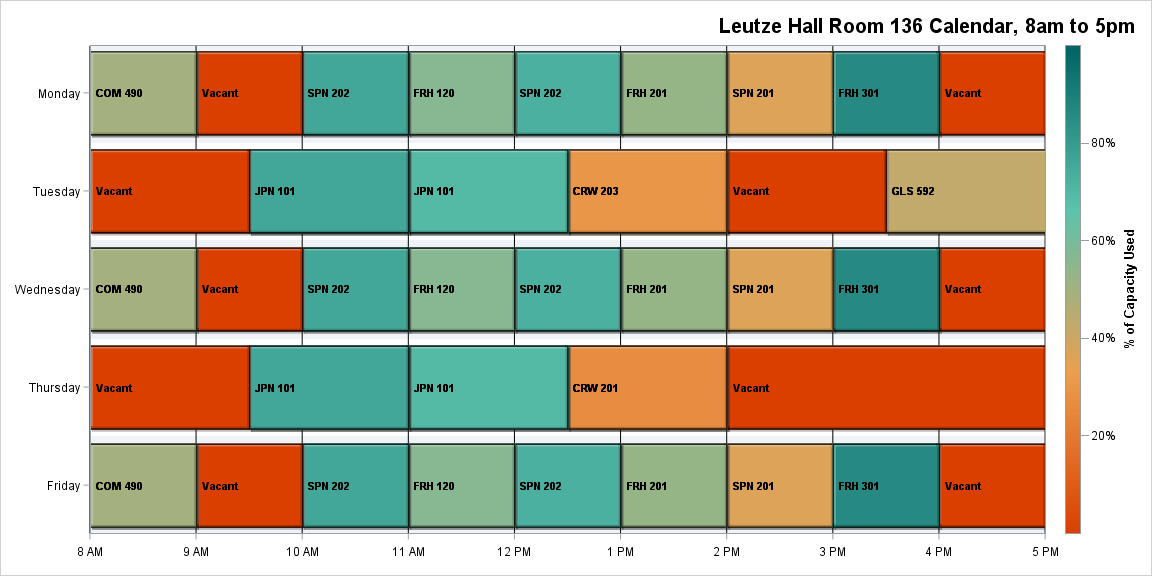 Leutze Hall Room 136 Calendar, 8am to 5pm
Monday
COM 490
Vacant
SPN 202
FRH 120
SPN 202
FRH 201
SPN 201
FRH 301
Vacant
Tuesday
Vacant
JPN 101
JPN 101
CRW 203
Vacant
GLS 592
Wednesday
COM 490
Vacant
SPN 202
FRH 120
SPN 202
FRH 201
SPN 201
FRH 301
Vacant
Thursday
Vacant
JPN 101
JPN 101
CRW 201
Vacant
Friday
COM 490
Vacant
SPN 202
FRH 120
SPN 202
FRH 201
SPN 201
FRH 301
Vacant
8 AM
9 AM
10 AM
11 AM
12 PM
1 PM
2 PM
3 PM
4 PM
5 PM
80%
60%
40%
20%
% of Capacity Used